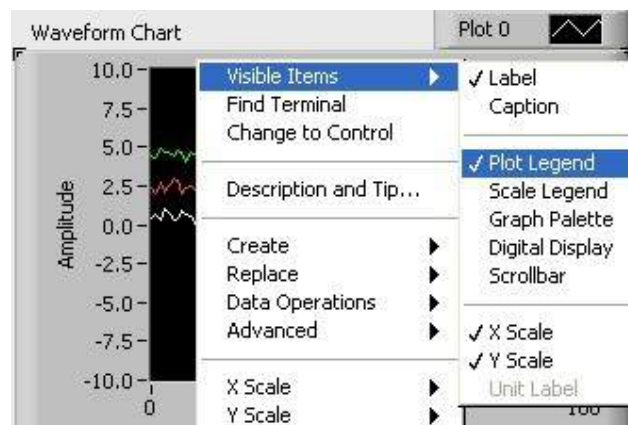 Waveform Chart
Plot 0
10.0
7.5
5.0
2.5
0.0
-2.5
-5.0
-7.5
-10.0
Amplitude
0
100
Visible Items
Find Terminal
Change to Control
Description and Tip...
Create
Replace
Data Operations
Advanced
X Scale
Y Scale
Label
Caption
Plot Legend
Scale Legend
Graph Palette
Digital Display
Scrollbar
X Scale
Y Scale
Unit Label